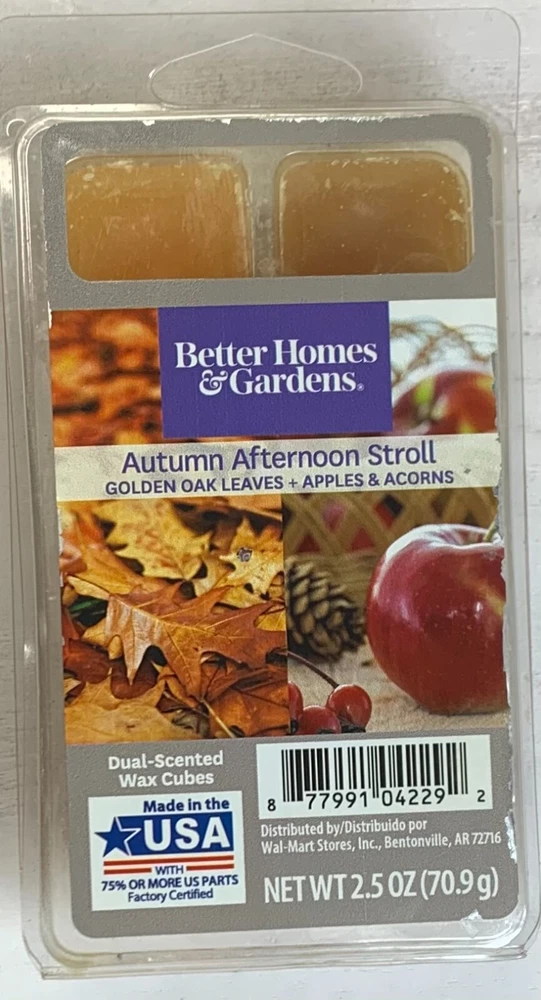 Better Homes
& Gardens®
Autumn Afternoon Stroll
GOLDEN OAK LEAVES + APPLES & ACORNS
Dual-Scented
Wax Cubes
Made in the
USA
WITH
75% OR MORE US PARTS
Factory Certified
8 77991 04229 2
Distributed by/Distribuido por
Wal-Mart Stores, Inc., Bentonville, AR 72716
NET WT 2.5 OZ (70.9 g)